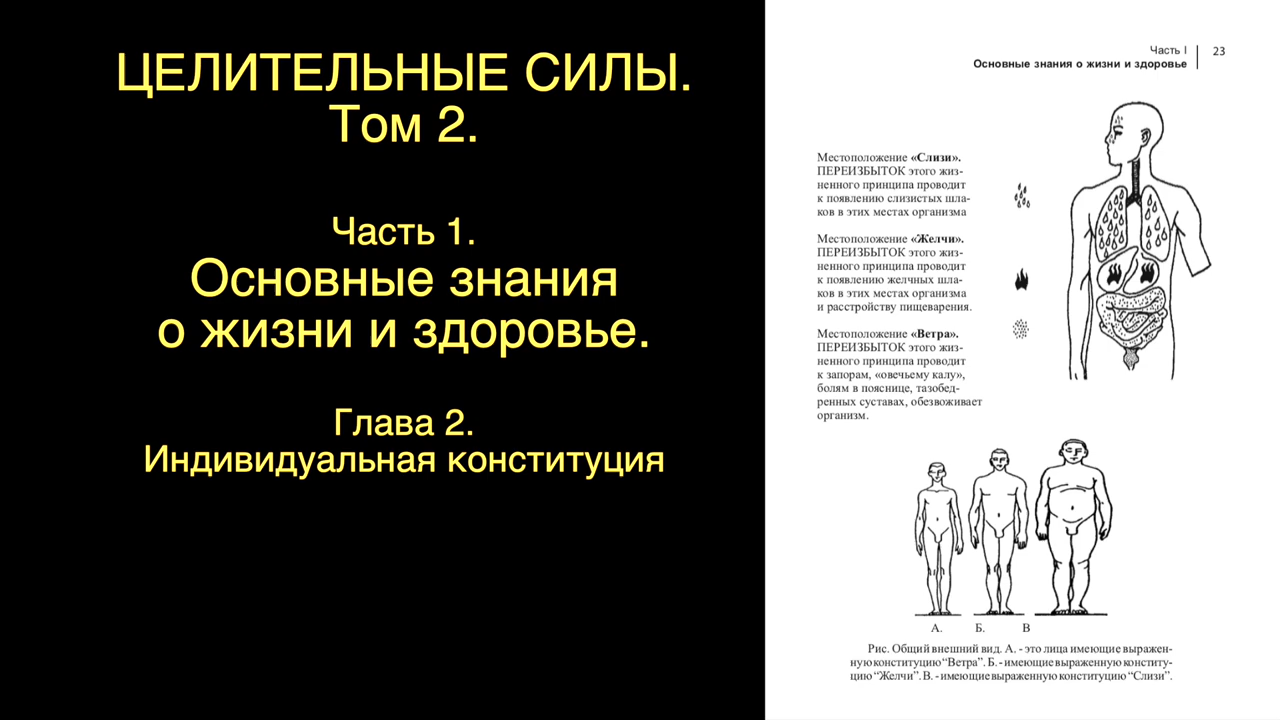 ЦЕЛИТЕЛЬНЫЕ СИЛЫ.
Том 2.
Часть 1.
Основные знания
о жизни и здоровье.
Глава 2.
Индивидуальная конституция
Часть I
23
Основные знания о жизни и здоровье
Местоположение «Слизи».
ПЕРЕИЗБЫТОК этого жиз-
ненного принципа проводит
к появлению слизистых шла-
ков в этих местах организма
Местоположение «Желчи».
ПЕРЕИЗБЫТОК этого жиз-
ненного принципа проводит
к появлению желчных шла-
ков в этих местах организма
и расстройству пищеварения.
Местоположение «Ветра».
ПЕРЕИЗБЫТОК этого жиз-
ненного принципа проводит
к запорам, «овечьему калу»,
болям в пояснице, тазобед-
ренных суставах, обезвоживает
организм.
А. Б. В
Рис. Общий внешний вид. А. - это лица имеющие выражен-
ную конституцию “Ветра”. Б. - имеющие выраженную конститу-
цию “Желчи”. В. - имеющие выраженную конституцию “Слизи”.